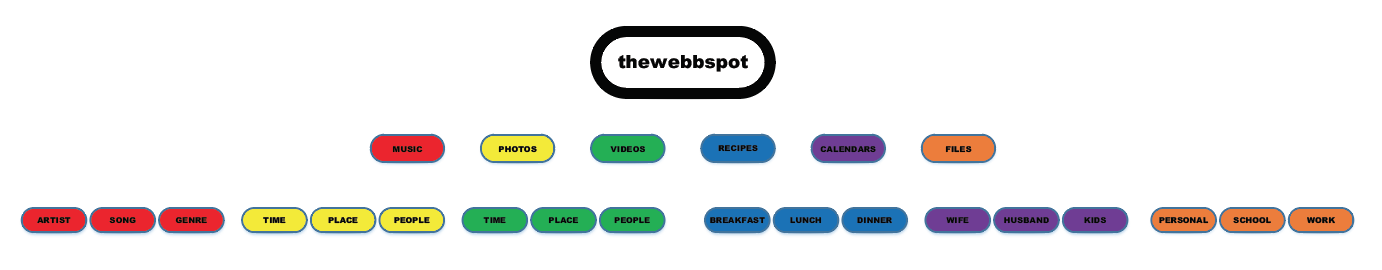 thewebbspot
MUSIC PHOTOS VIDEOS RECIPES CALENDARS FILES
ARTIST SONG GENRE TIME PLACE PEOPLE TIME PLACE PEOPLE BREAKFAST LUNCH DINNER WIFE HUSBAND KIDS PERSONAL SCHOOL WORK